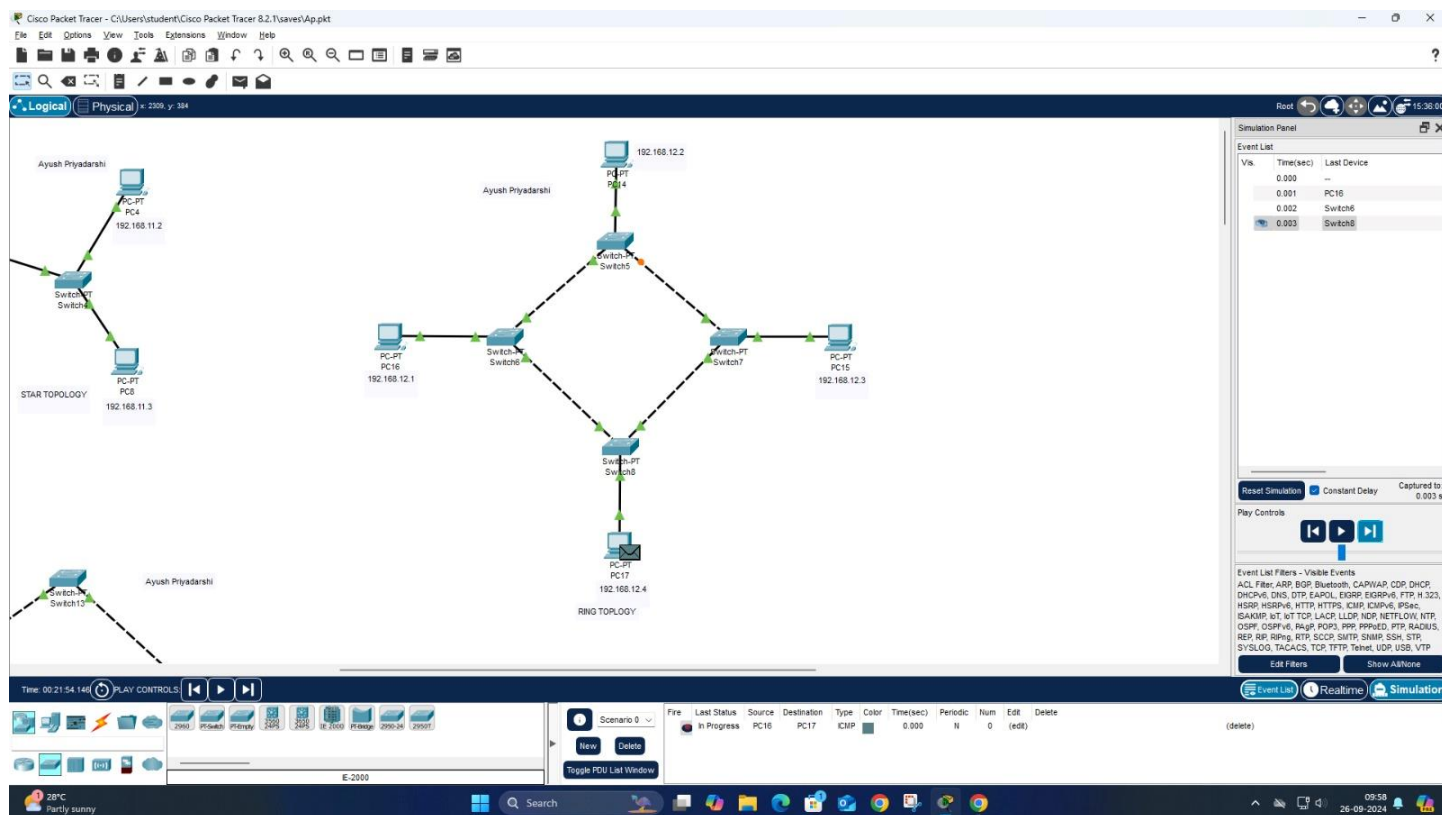 Cisco Packet Tracer - C:\Users\student\Cisco Packet Tracer 8.2.1\saves\Ap.pkt
File Edit Options View Tools Extensions Window Help
?
Logical Physical x: 2309, y: 384
Root 15:36:00
Ayush Priyadarshi
PC-PT
PC4
192.168.11.2
Switch-PT
STAR TOPOLOGY
PC-PT
PC8
192.168.11.3
Ayush Priyadarshi
192.168.12.2
PC-PT
PC14
Switch-PT
Switch5
PC-PT
PC16
192.168.12.1
Switch-PT
Switch6
Switch-PT
Switch7
PC-PT
PC15
192.168.12.3
Switch-PT
Switch8
PC-PT
PC17
192.168.12.4
RING TOPLOGY
Switch-PT
Switch13
Ayush Priyadarshi
Simulation Panel
Event List
Vis. Time(sec) Last Device
0.000 --
0.001 PC16
0.002 Switch6
0.003 Switch8
Reset Simulation Constant Delay Captured to:
0.003 s
Play Controls
Event List Filters - Visible Events
ACL Filter, ARP, BGP, Bluetooth, CAPWAP, CDP, DHCP,
DHCPv6, DNS, DTP, EAPOL, EIGRP, EIGRPv6, FTP, H.323,
HSRP, HSRPv6, HTTP, HTTPS, ICMP, ICMPv6, IPSec,
ISAKMP, IoT, IoT TCP, LACP, LLDP, NDP, NETFLOW, NTP,
OSPF, OSPFv6, PAgP, POP3, PPP, PPPoED, PTP, RADIUS,
REP, RIP, RIPng, RTP, SCCP, SMTP, SNMP, SSH, STP,
SYSLOG, TACACS, TCP, TFTP, Telnet, UDP, USB, VTP
Edit Filters Show All/None
Time: 00:21:54.146 PLAY CONTROLS:
Event List Realtime Simulation
2960 PT-Switch PT-Empty 3560 24PS 3650 24PS IE 2000 PT-Bridge 2950-24 2950T
IE-2000
Scenario 0
New Delete
Toggle PDU List Window
Fire Last Status Source Destination Type Color Time(sec) Periodic Num Edit Delete
In Progress PC16 PC17 ICMP 0.000 N 0 (edit) (delete)
1
28°C
Partly sunny
Search
09:58
26-09-2024